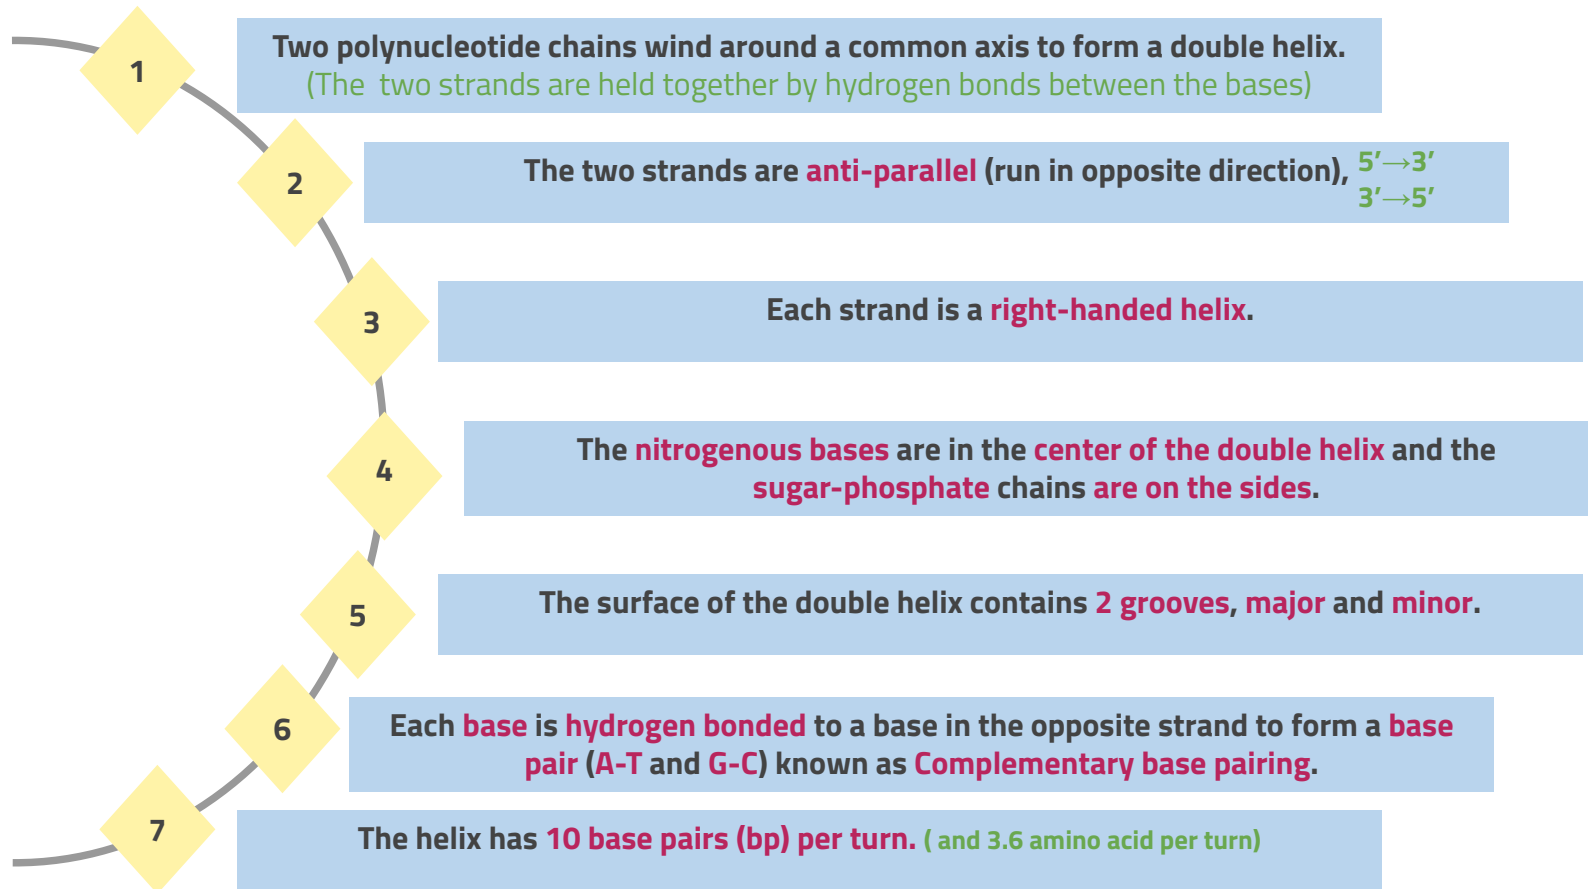 1
Two polynucleotide chains wind around a common axis to form a double helix.
(The two strands are held together by hydrogen bonds between the bases)
2
The two strands are anti-parallel (run in opposite direction), 5’→3’
3’→5’
3
Each strand is a right-handed helix.
4
The nitrogenous bases are in the center of the double helix and the
sugar-phosphate chains are on the sides.
5
The surface of the double helix contains 2 grooves, major and minor.
6
Each base is hydrogen bonded to a base in the opposite strand to form a base
pair (A-T and G-C) known as Complementary base pairing.
7
The helix has 10 base pairs (bp) per turn. ( and 3.6 amino acid per turn)